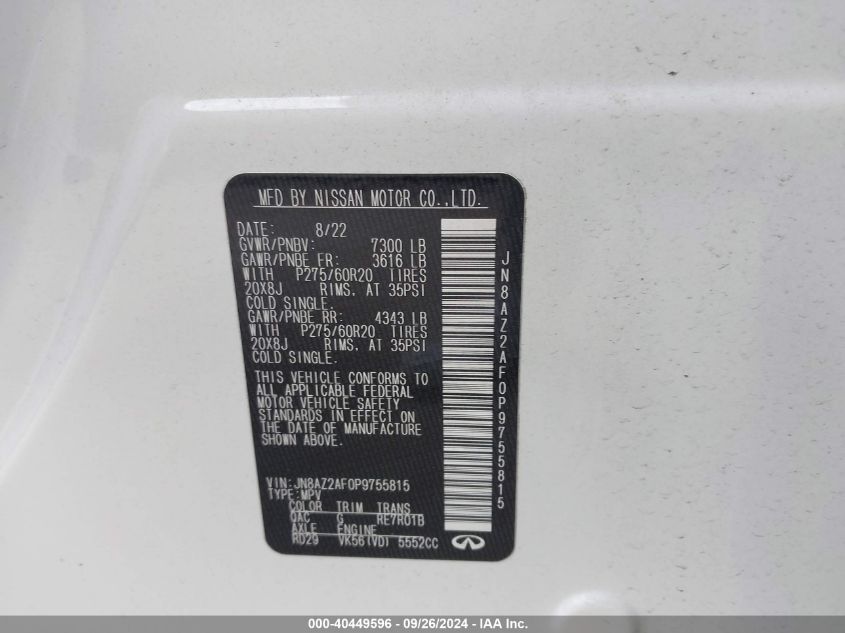 MFD BY NISSAN MOTOR CO.,LTD.
DATE: 8/22
GVWR/PNBV: 7300 LB
GAWR/PNBE FR: 3616 LB
WITH P275/60R20 TIRES
20X8J RIMS, AT 35PSI
COLD SINGLE.
GAWR/PNBE RR: 4343 LB
WITH P275/60R20 TIRES
20X8J RIMS, AT 35PSI
COLD SINGLE.
THIS VEHICLE CONFORMS TO
ALL APPLICABLE FEDERAL
MOTOR VEHICLE SAFETY
STANDARDS IN EFFECT ON
THE DATE OF MANUFACTURE
SHOWN ABOVE.
VIN:JN8AZ2AF0P9755815
TYPE:MPV
COLOR TRIM TRANS
QAC G RE7R01B
AXLE ENGINE
RD29 VK56(VD) 5552CC
JN8AZ2AF0P9755815
000-40449596 - 09/26/2024 - IAA Inc.